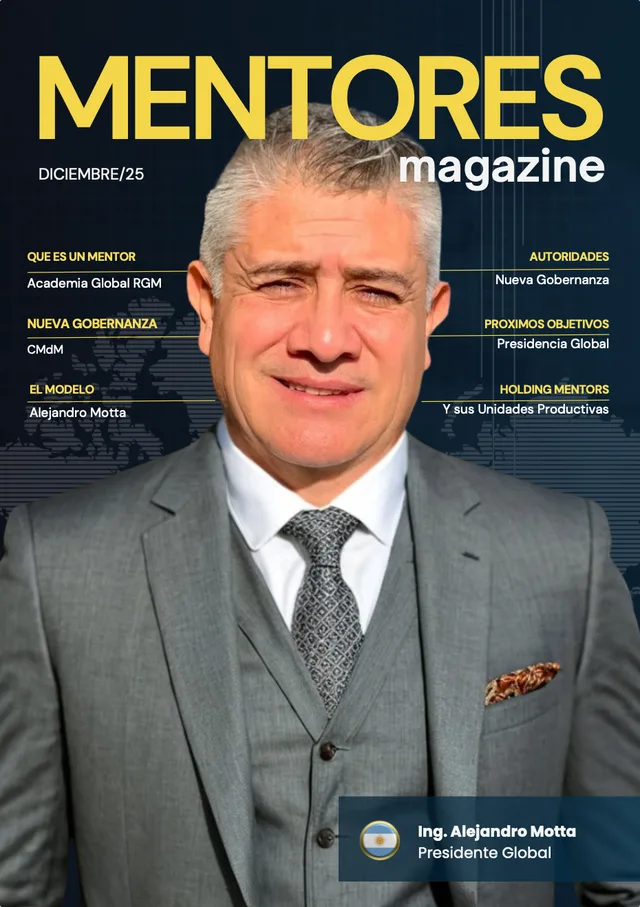 MENTORES
magazine
DICIEMBRE/25
QUE ES UN MENTOR
Academia Global RGM
NUEVA GOBERNANZA
CMdM
EL MODELO
Alejandro Motta
AUTORIDADES
Nueva Gobernanza
PROXIMOS OBJETIVOS
Presidencia Global
HOLDING MENTORS
Y sus Unidades Productivas
Ing. Alejandro Motta
Presidente Global